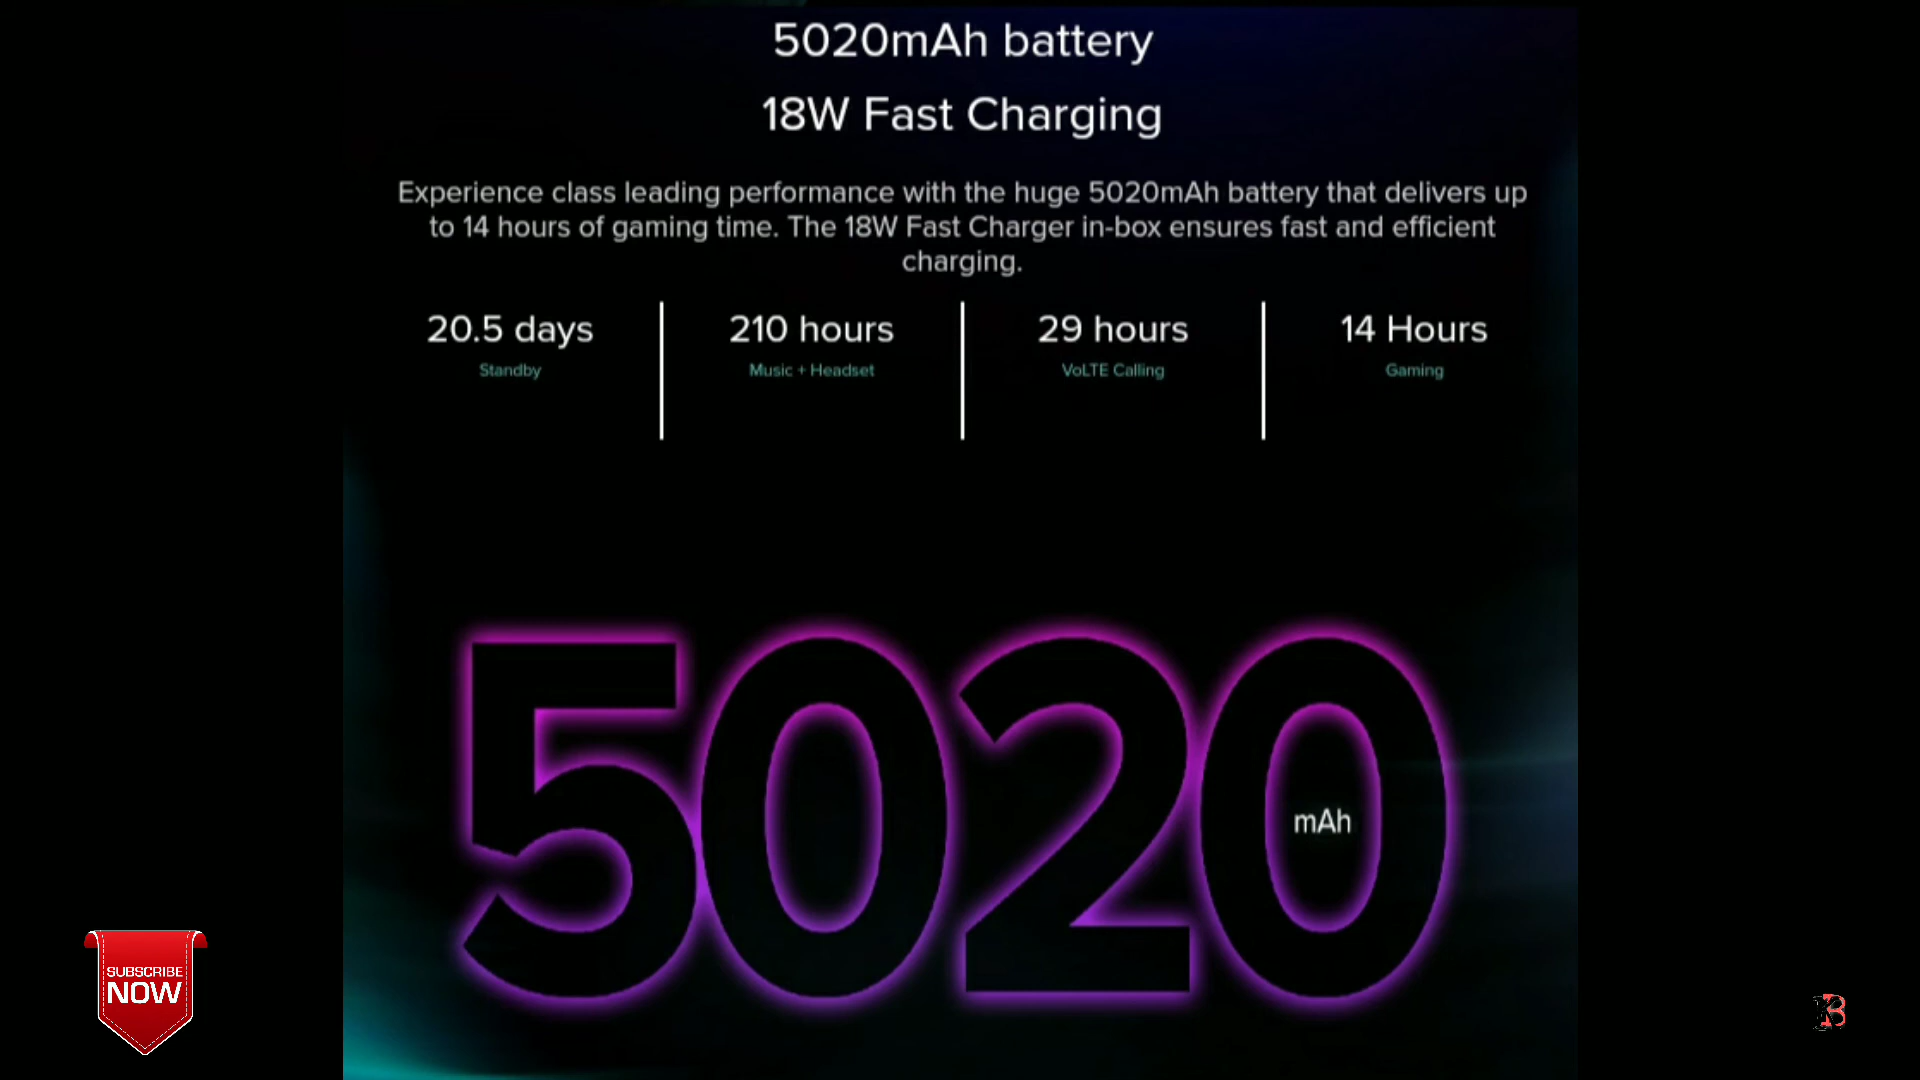 5020mAh battery
18W Fast Charging
Experience class leading performance with the huge 5020mAh battery that delivers up
to 14 hours of gaming time. The 18W Fast Charger in-box ensures fast and efficient
charging.
20.5 days
Standby
210 hours
Music + Headset
29 hours
VoLTE Calling
14 Hours
Gaming
5020
mAh
SUBSCRIBE
NOW